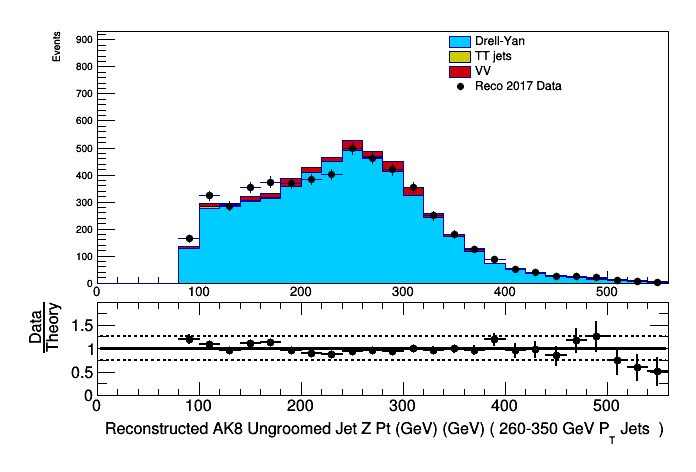 Events
900
800
700
600
500
400
300
200
100
0
Drell-Yan
TT jets
VV
Reco 2017 Data
0 100 200 300 400 500
Data
Theory
1.5
1
0.5
0
0 100 200 300 400 500
Reconstructed AK8 Ungroomed Jet Z Pt (GeV) (GeV) ( 260-350 GeV P_T Jets )